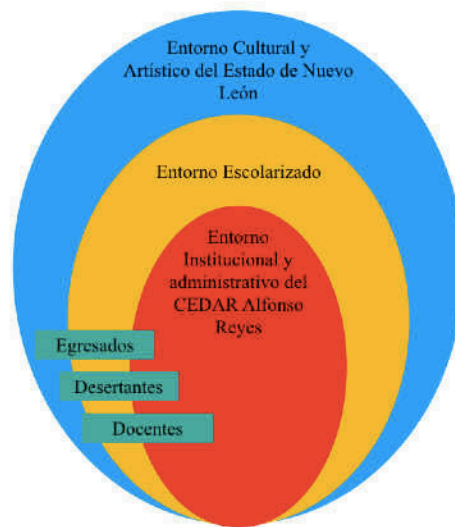 Entorno Cultural y
Artístico del Estado de Nuevo
León
Entorno Escolarizado
Entorno
Institucional y
administrativo del
CEDAR Alfonso
Reyes
Egresados
Desertantes
Docentes